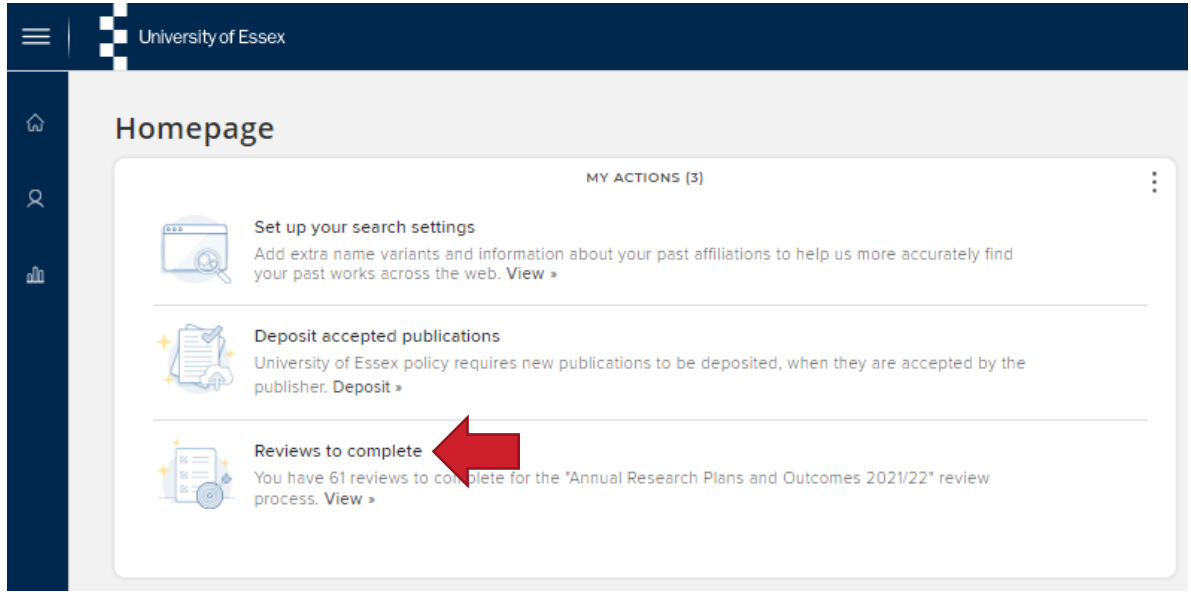 University of Essex
Homepage
MY ACTIONS (3)
Set up your search settings
Add extra name variants and information about your past affiliations to help us more accurately find
your past works across the web. View »
Deposit accepted publications
University of Essex policy requires new publications to be deposited, when they are accepted by the
publisher. Deposit »
Reviews to complete
You have 61 reviews to complete for the "Annual Research Plans and Outcomes 2021/22" review
process. View »